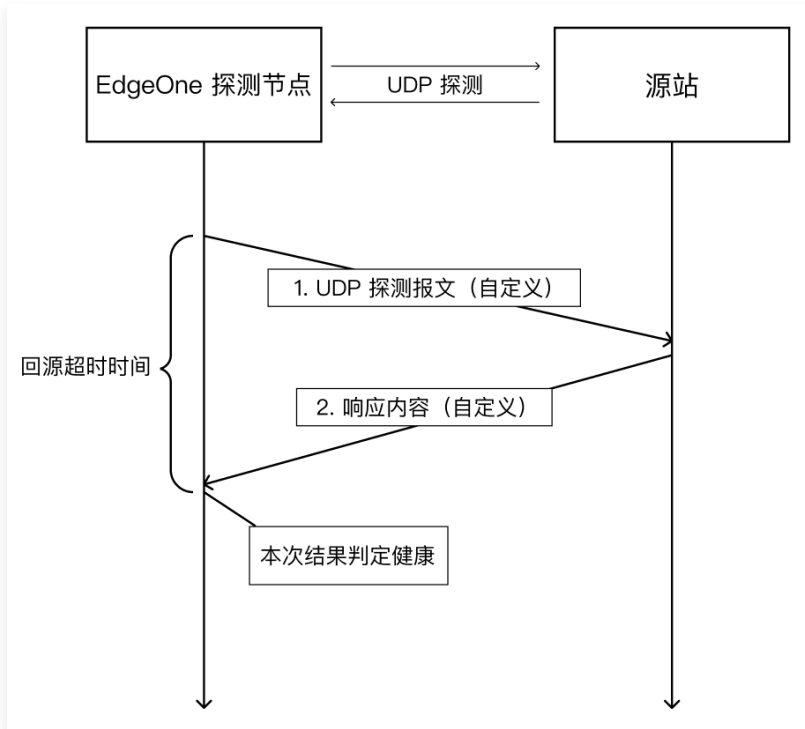 EdgeOne 探测节点
UDP 探测
源站
1. UDP 探测报文（自定义）
回源超时时间
2. 响应内容（自定义）
本次结果判定健康